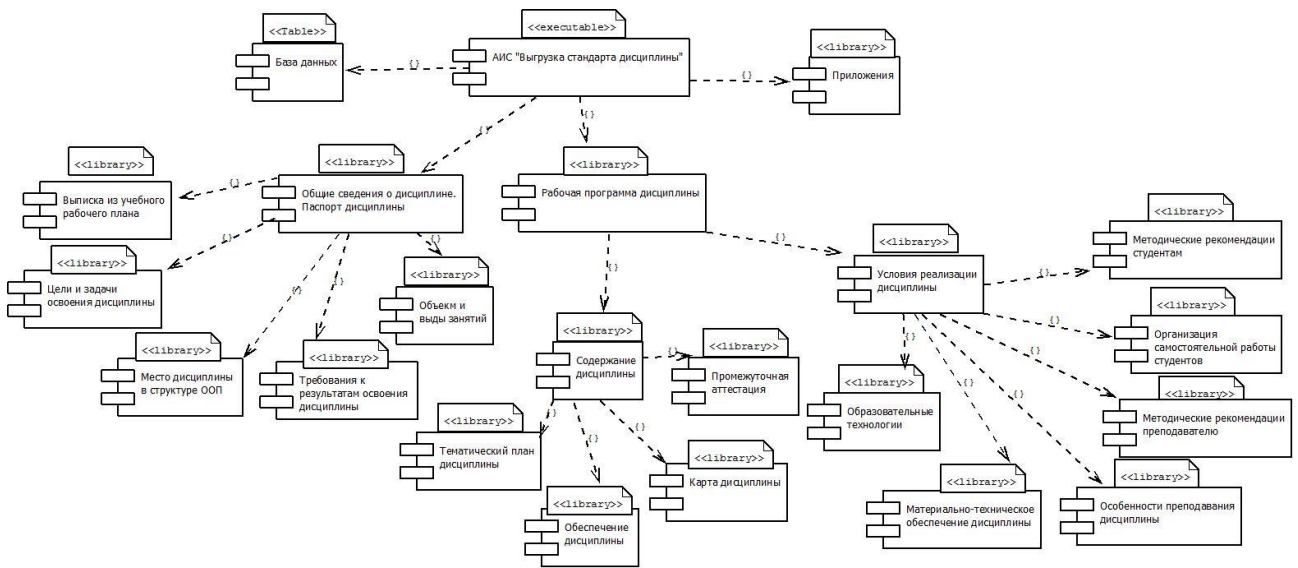 <<Table>>
База данных
{}
<<executable>>
АИС "Выгрузка стандарта дисциплины"
{}
<<library>>
Приложения
{}
{}
<<library>>
Выписка из учебного
рабочего плана
{}
<<library>>
Общие сведения о дисциплине.
Паспорт дисциплины
<<library>>
Рабочая программа дисциплины
{}
<<library>>
Цели и задачи
освоения дисциплины
{}
{}
{}
<<library>>
Объекм и
выды занятий
{}
{}
<<library>>
Условия реализации
дисциплины
{}
<<library>>
Методические рекомендации
студентам
{}
<<library>>
Организация
самостоятельной работы
студентов
<<library>>
Место дисциплины
в структуре ООП
<<library>>
Требования к
результатам освоения
дисциплины
<<library>>
Содержание
дисциплины
{}
<<library>>
Промежуточная
аттестация
{}
{}
{}
{}
<<library>>
Образовательные
технологии
<<library>>
Методические рекомендации
преподавателю
<<library>>
Тематический план
дисциплины
{}
{}
{}
<<library>>
Карта дисциплины
<<library>>
Обеспечение
дисциплины
<<library>>
Материально-техническое
обеспечение дисциплины
<<library>>
Особенности преподавания
дисциплины